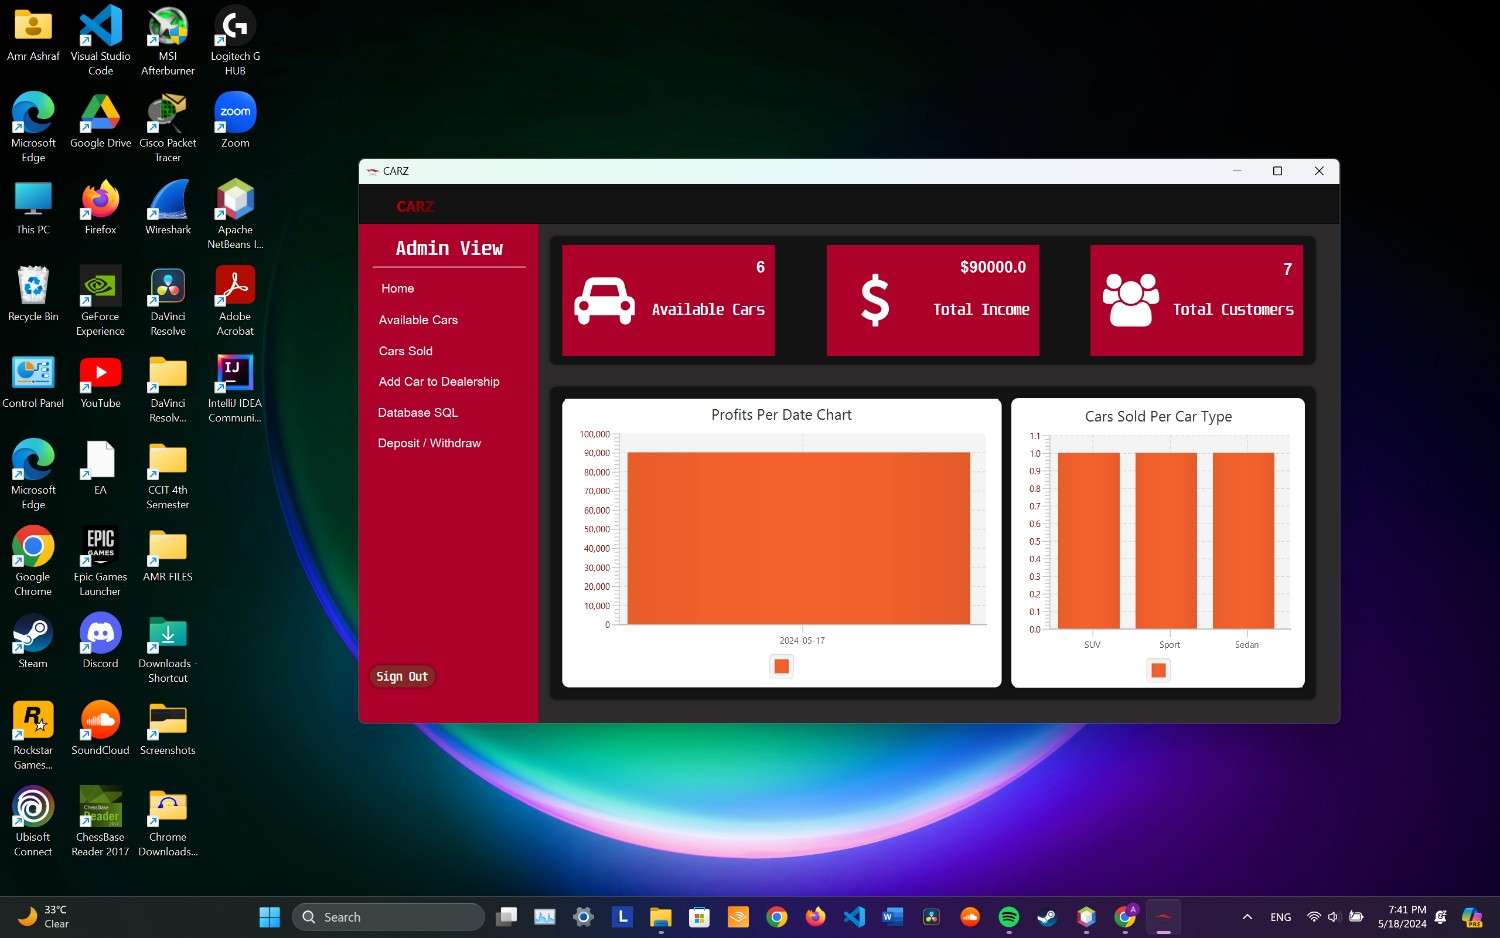 Amr Ashraf
Visual Studio
Code
MSI
Afterburner
Logitech G
HUB
Microsoft
Edge
Google Drive
Cisco Packet
Tracer
zoom
Zoom
This PC
Firefox
Wireshark
Apache
NetBeans I...
Recycle Bin
GeForce
Experience
DaVinci
Resolve
Adobe
Acrobat
Control Panel
YouTube
DaVinci
Resolv...
IJ
IntelliJ IDEA
Communi...
Microsoft
Edge
EA
CCIT 4th
Semester
Google
Chrome
EPIC
GAMES
Epic Games
Launcher
AMR FILES
Steam
Discord
Downloads -
Shortcut
R
Rockstar
Games...
SoundCloud
Screenshots
Ubisoft
Connect
ChessBase
Reader
ChessBase
Reader 2017
Chrome
Downloads...
CARZ
CARZ
Admin View
Home
Available Cars
Cars Sold
Add Car to Dealership
Database SQL
Deposit / Withdraw
Sign Out
6
Available Cars
$90000.0
$
Total Income
7
Total Customers
Profits Per Date Chart
100,000
90,000
80,000
70,000
60,000
50,000
40,000
30,000
20,000
10,000
0
2024-05-17
Cars Sold Per Car Type
1.1
1.0
0.9
0.8
0.7
0.6
0.5
0.4
0.3
0.2
0.1
0.0
SUV Sport Sedan
33°C
Clear
Search
L
W
A
ENG
7:41 PM
5/18/2024
PRE